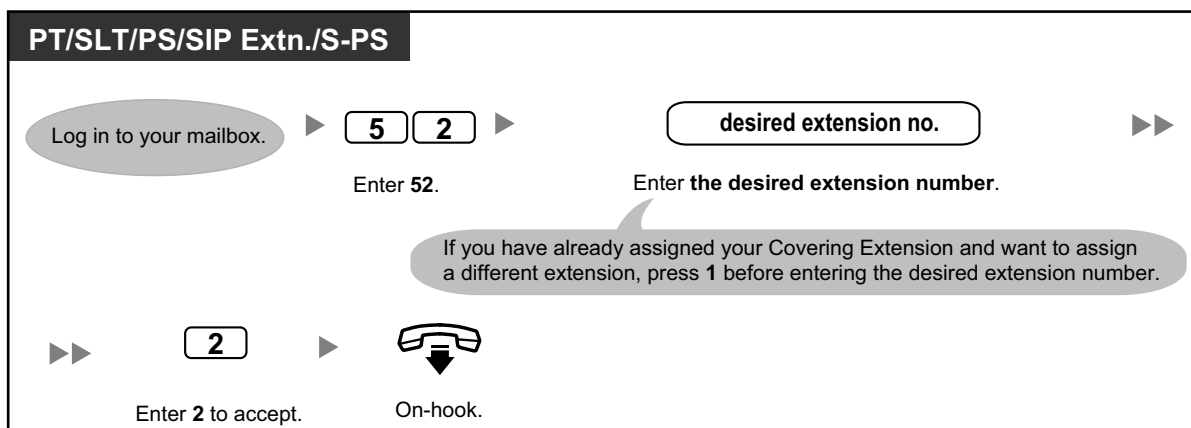 PT/SLT/PS/SIP Extn./S-PS
Log in to your mailbox.
5 2
desired extension no.
Enter 52.
Enter the desired extension number.
If you have already assigned your Covering Extension and want to assign
a different extension, press 1 before entering the desired extension number.
2
Enter 2 to accept.
On-hook.